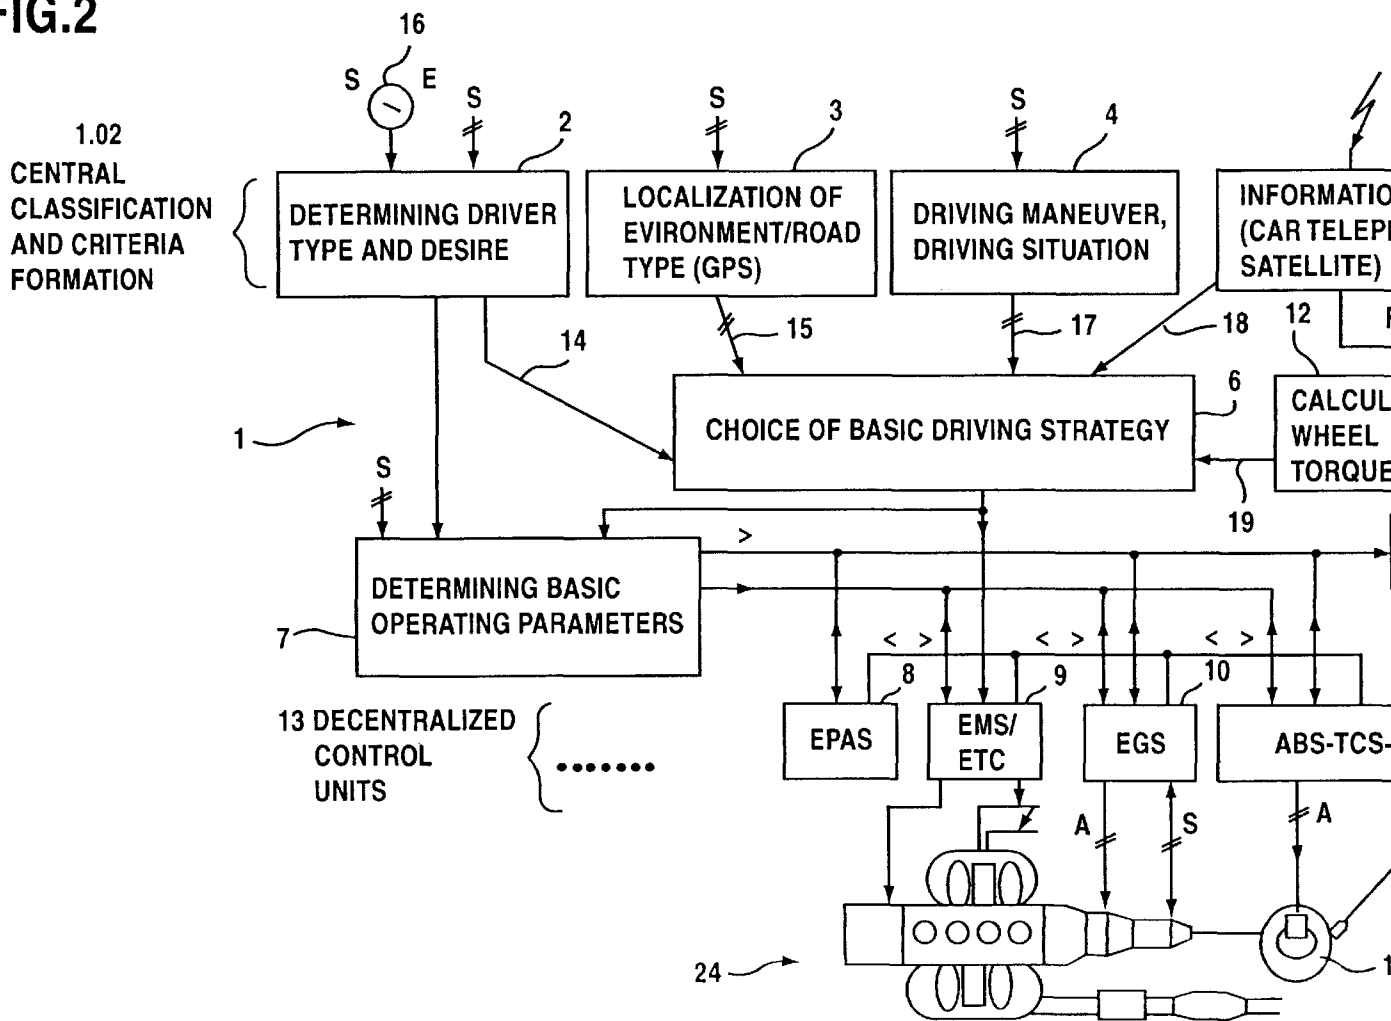 FIG.2
16
S E
S S S
1.02 2 3 4
CENTRAL
CLASSIFICATION
AND CRITERIA
FORMATION
DETERMINING DRIVER
TYPE AND DESIRE
LOCALIZATION OF
EVIRONMENT/ROAD
TYPE (GPS)
DRIVING MANEUVER,
DRIVING SITUATION
INFORMATIO
(CAR TELEP
SATELLITE)
14 15 17 18 12
1
6
CHOICE OF BASIC DRIVING STRATEGY
CALCUL
WHEEL
TORQUE
19
S
>
DETERMINING BASIC
OPERATING PARAMETERS
7
< > < > < >
8 9 10
13 DECENTRALIZED
CONTROL
UNITS
EPAS
EMS/
ETC
EGS
ABS-TCS-
A S A
24
1